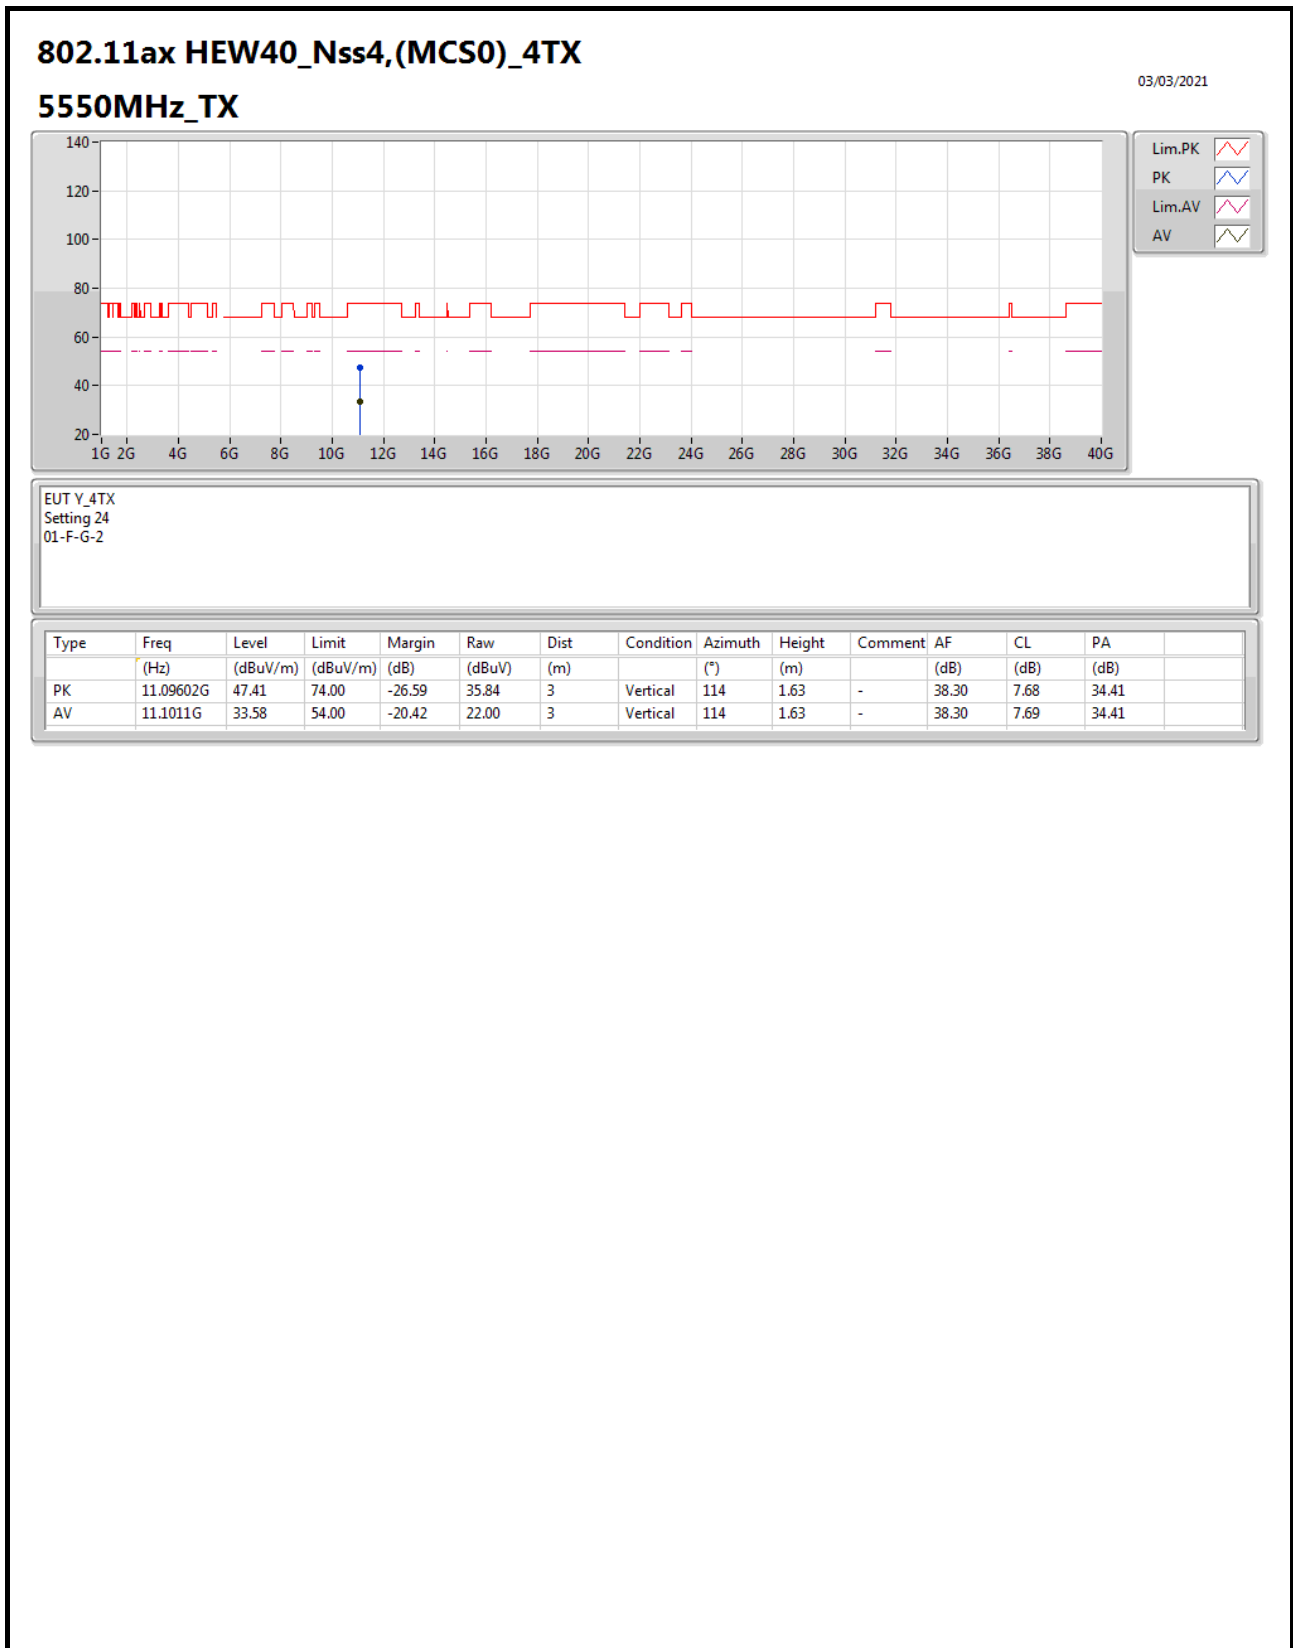 802.11ax HEW40_Nss4,(MCS0)_4TX
03/03/2021
5550MHz_TX
140
120
100
80
60
40
20
1G 2G 4G 6G 8G 10G 12G 14G 16G 18G 20G 22G 24G 26G 28G 30G 32G 34G 36G 38G 40G
Lim.PK
PK
Lim.AV
AV
EUT Y_4TX
Setting 24
01-F-G-2
Type Freq Level Limit Margin Raw Dist Condition Azimuth Height Comment AF CL PA
(Hz) (dBuV/m) (dBuV/m) (dB) (dBuV) (m) (°) (m) (dB) (dB) (dB)
PK 11.09602G 47.41 74.00 -26.59 35.84 3 Vertical 114 1.63 - 38.30 7.68 34.41
AV 11.1011G 33.58 54.00 -20.42 22.00 3 Vertical 114 1.63 - 38.30 7.69 34.41